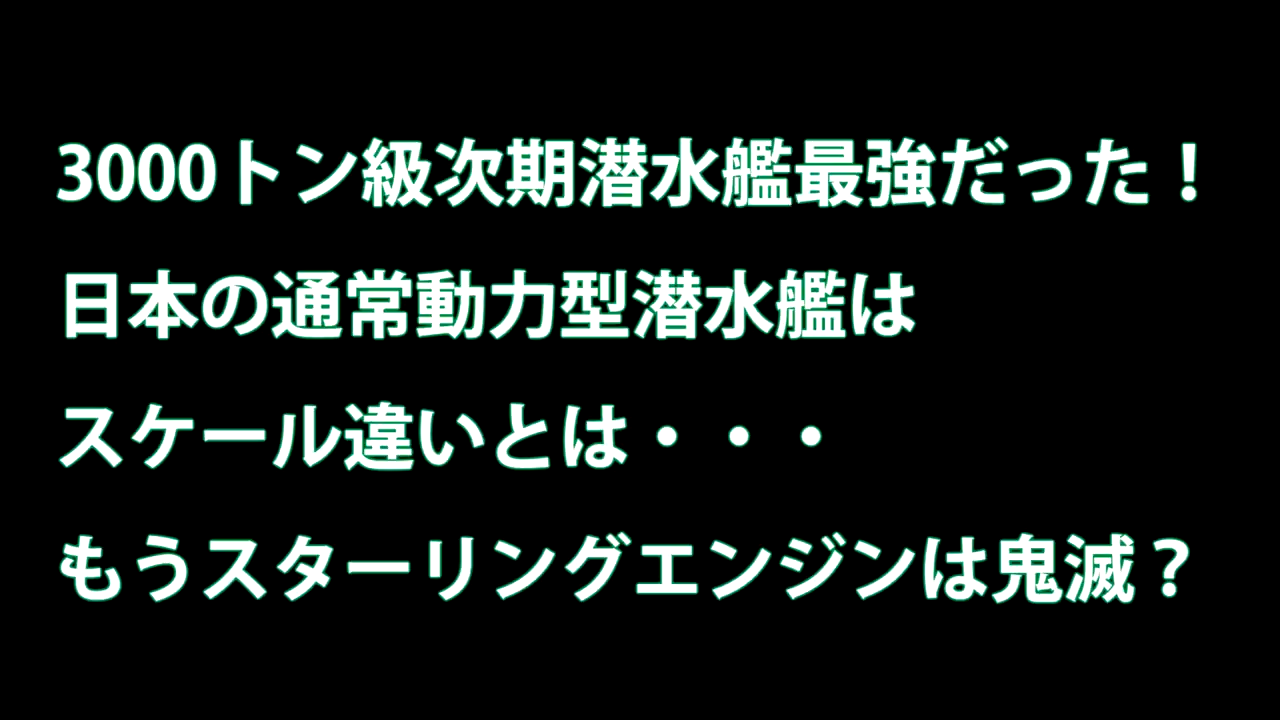 3000トン級次期潜水艦最強だった！
日本の通常動力型潜水艦は
スケール違いとは・・・
もうスターリングエンジンは鬼滅？